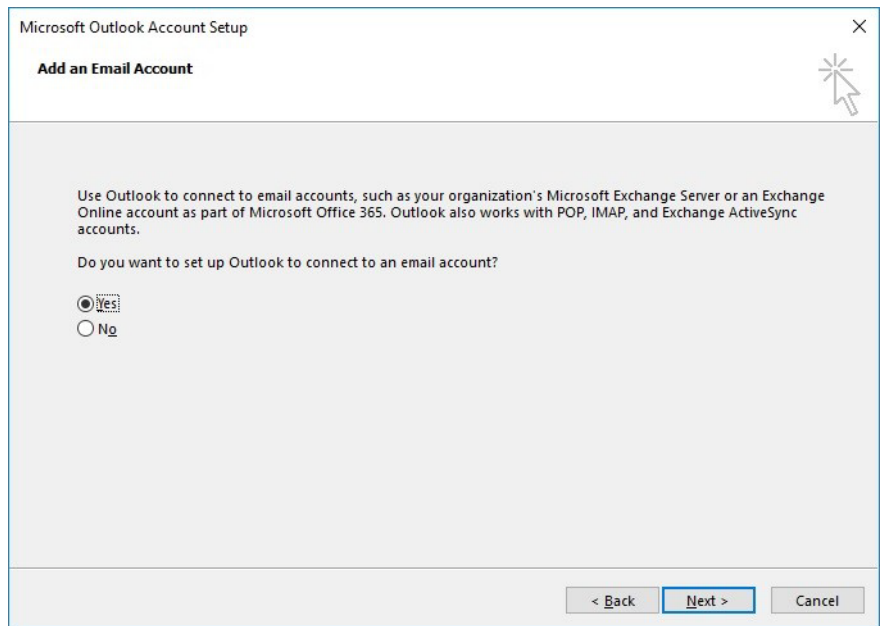 Microsoft Outlook Account Setup
Add an Email Account
Use Outlook to connect to email accounts, such as your organization's Microsoft Exchange Server or an Exchange
Online account as part of Microsoft Office 365. Outlook also works with POP, IMAP, and Exchange ActiveSync
accounts.
Do you want to set up Outlook to connect to an email account?
Yes
No
< Back Next > Cancel